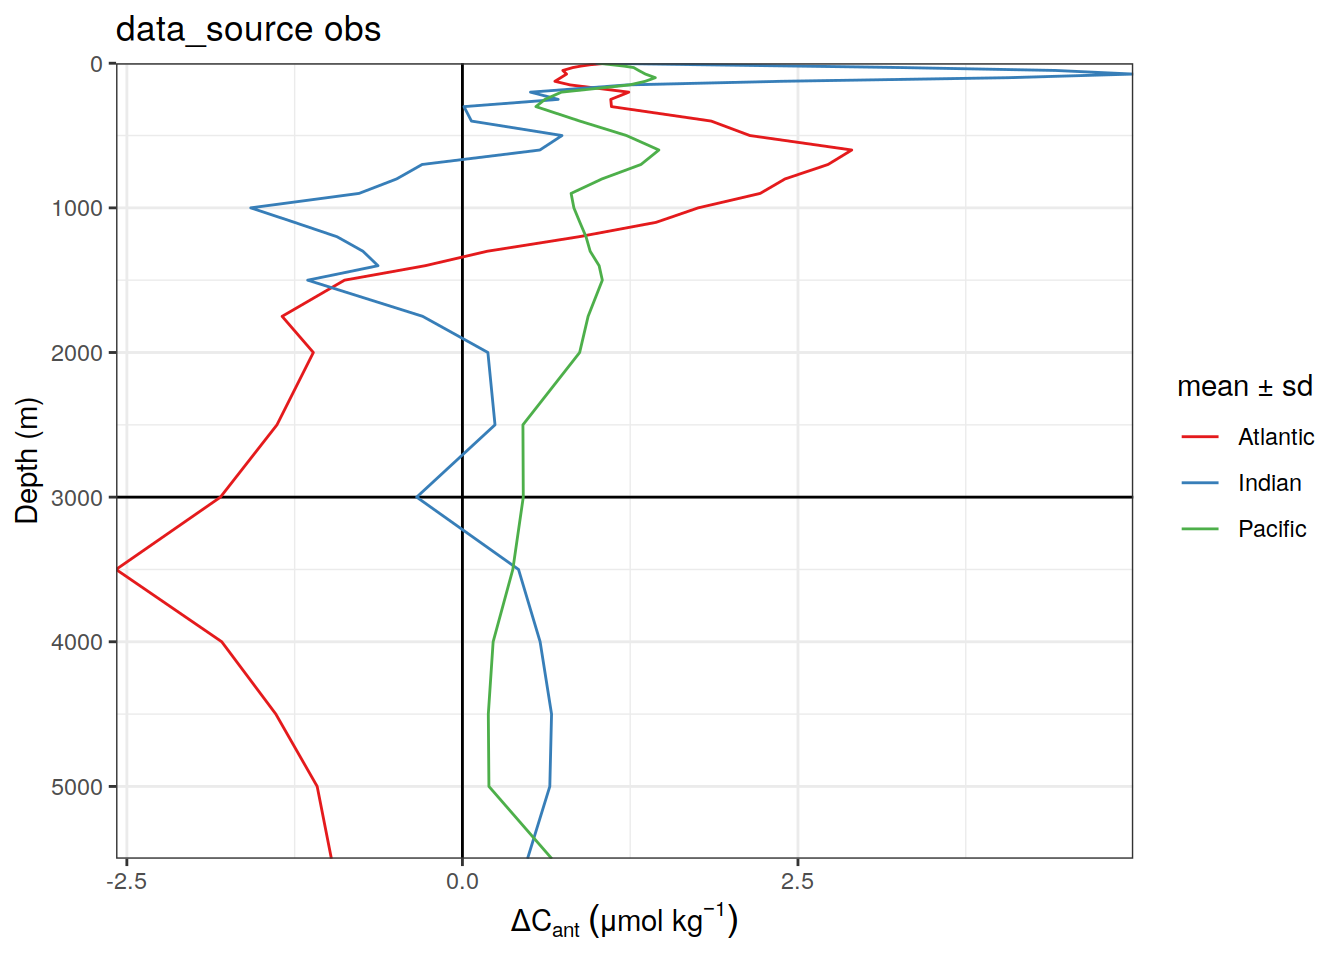 data_source obs
0
1000
2000
3000
4000
5000
Depth (m)
-2.5
0.0
2.5
ΔCant (μmol kg−1)
mean ± sd
Atlantic
Indian
Pacific